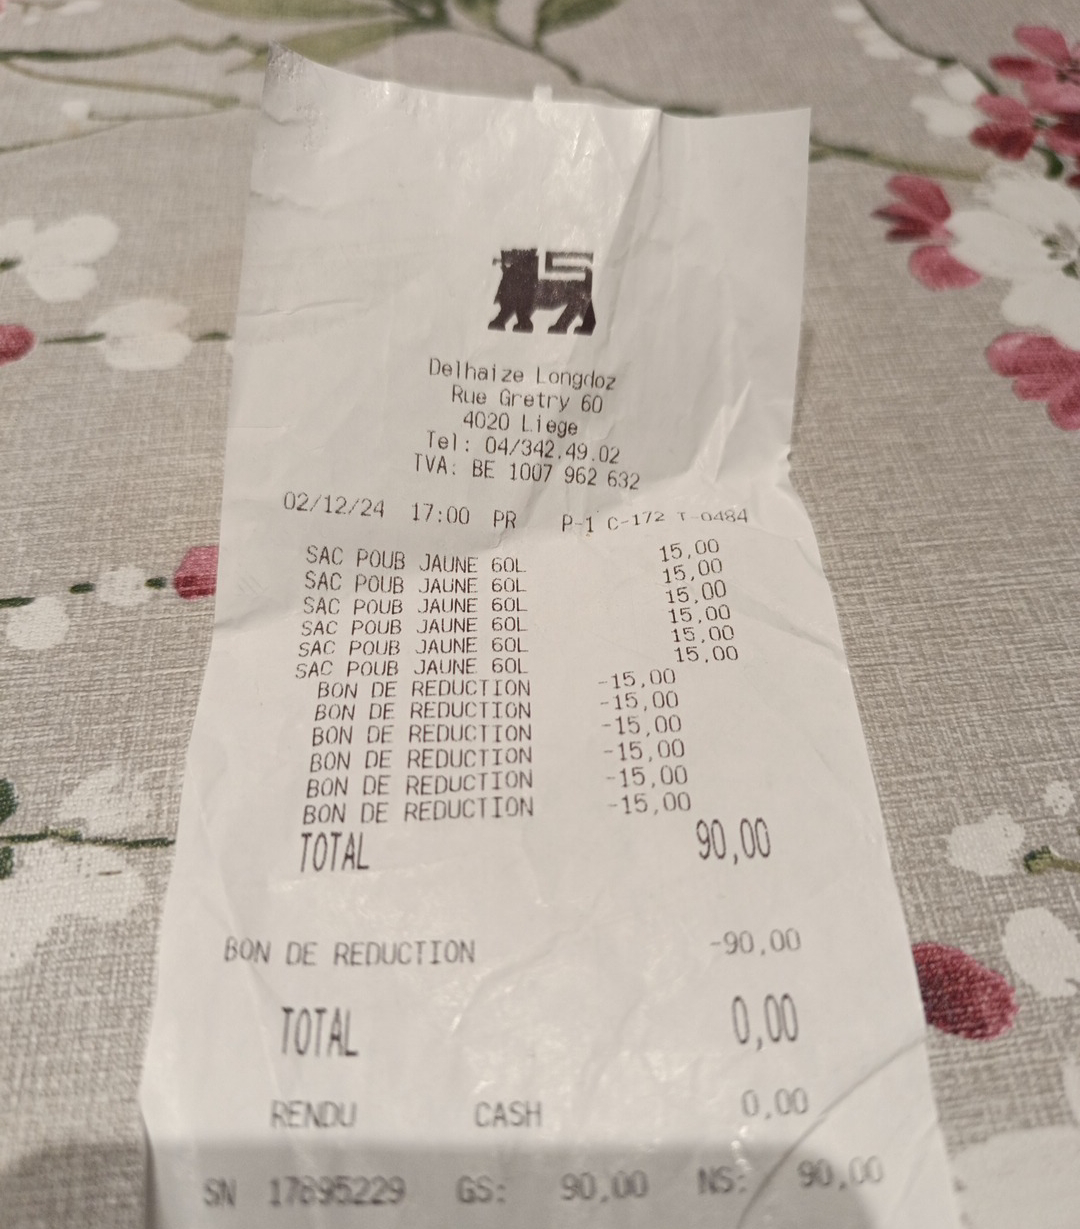 Delhaize Longdoz
Rue Gretry 60
4020 Liege
Tel: 04/342.49.02
TVA: BE 1007 962 632
02/12/24 17:00 PR P-1 C-172 T-0484
SAC POUB JAUNE 60L 15,00
SAC POUB JAUNE 60L 15,00
SAC POUB JAUNE 60L 15,00
SAC POUB JAUNE 60L 15,00
SAC POUB JAUNE 60L 15,00
SAC POUB JAUNE 60L 15,00
BON DE REDUCTION -15,00
BON DE REDUCTION -15,00
BON DE REDUCTION -15,00
BON DE REDUCTION -15,00
BON DE REDUCTION -15,00
BON DE REDUCTION -15,00
TOTAL 90,00
BON DE REDUCTION -90,00
TOTAL 0,00
RENDU CASH 0,00
SN 17895229 GS: 90,00 NS: 90,00